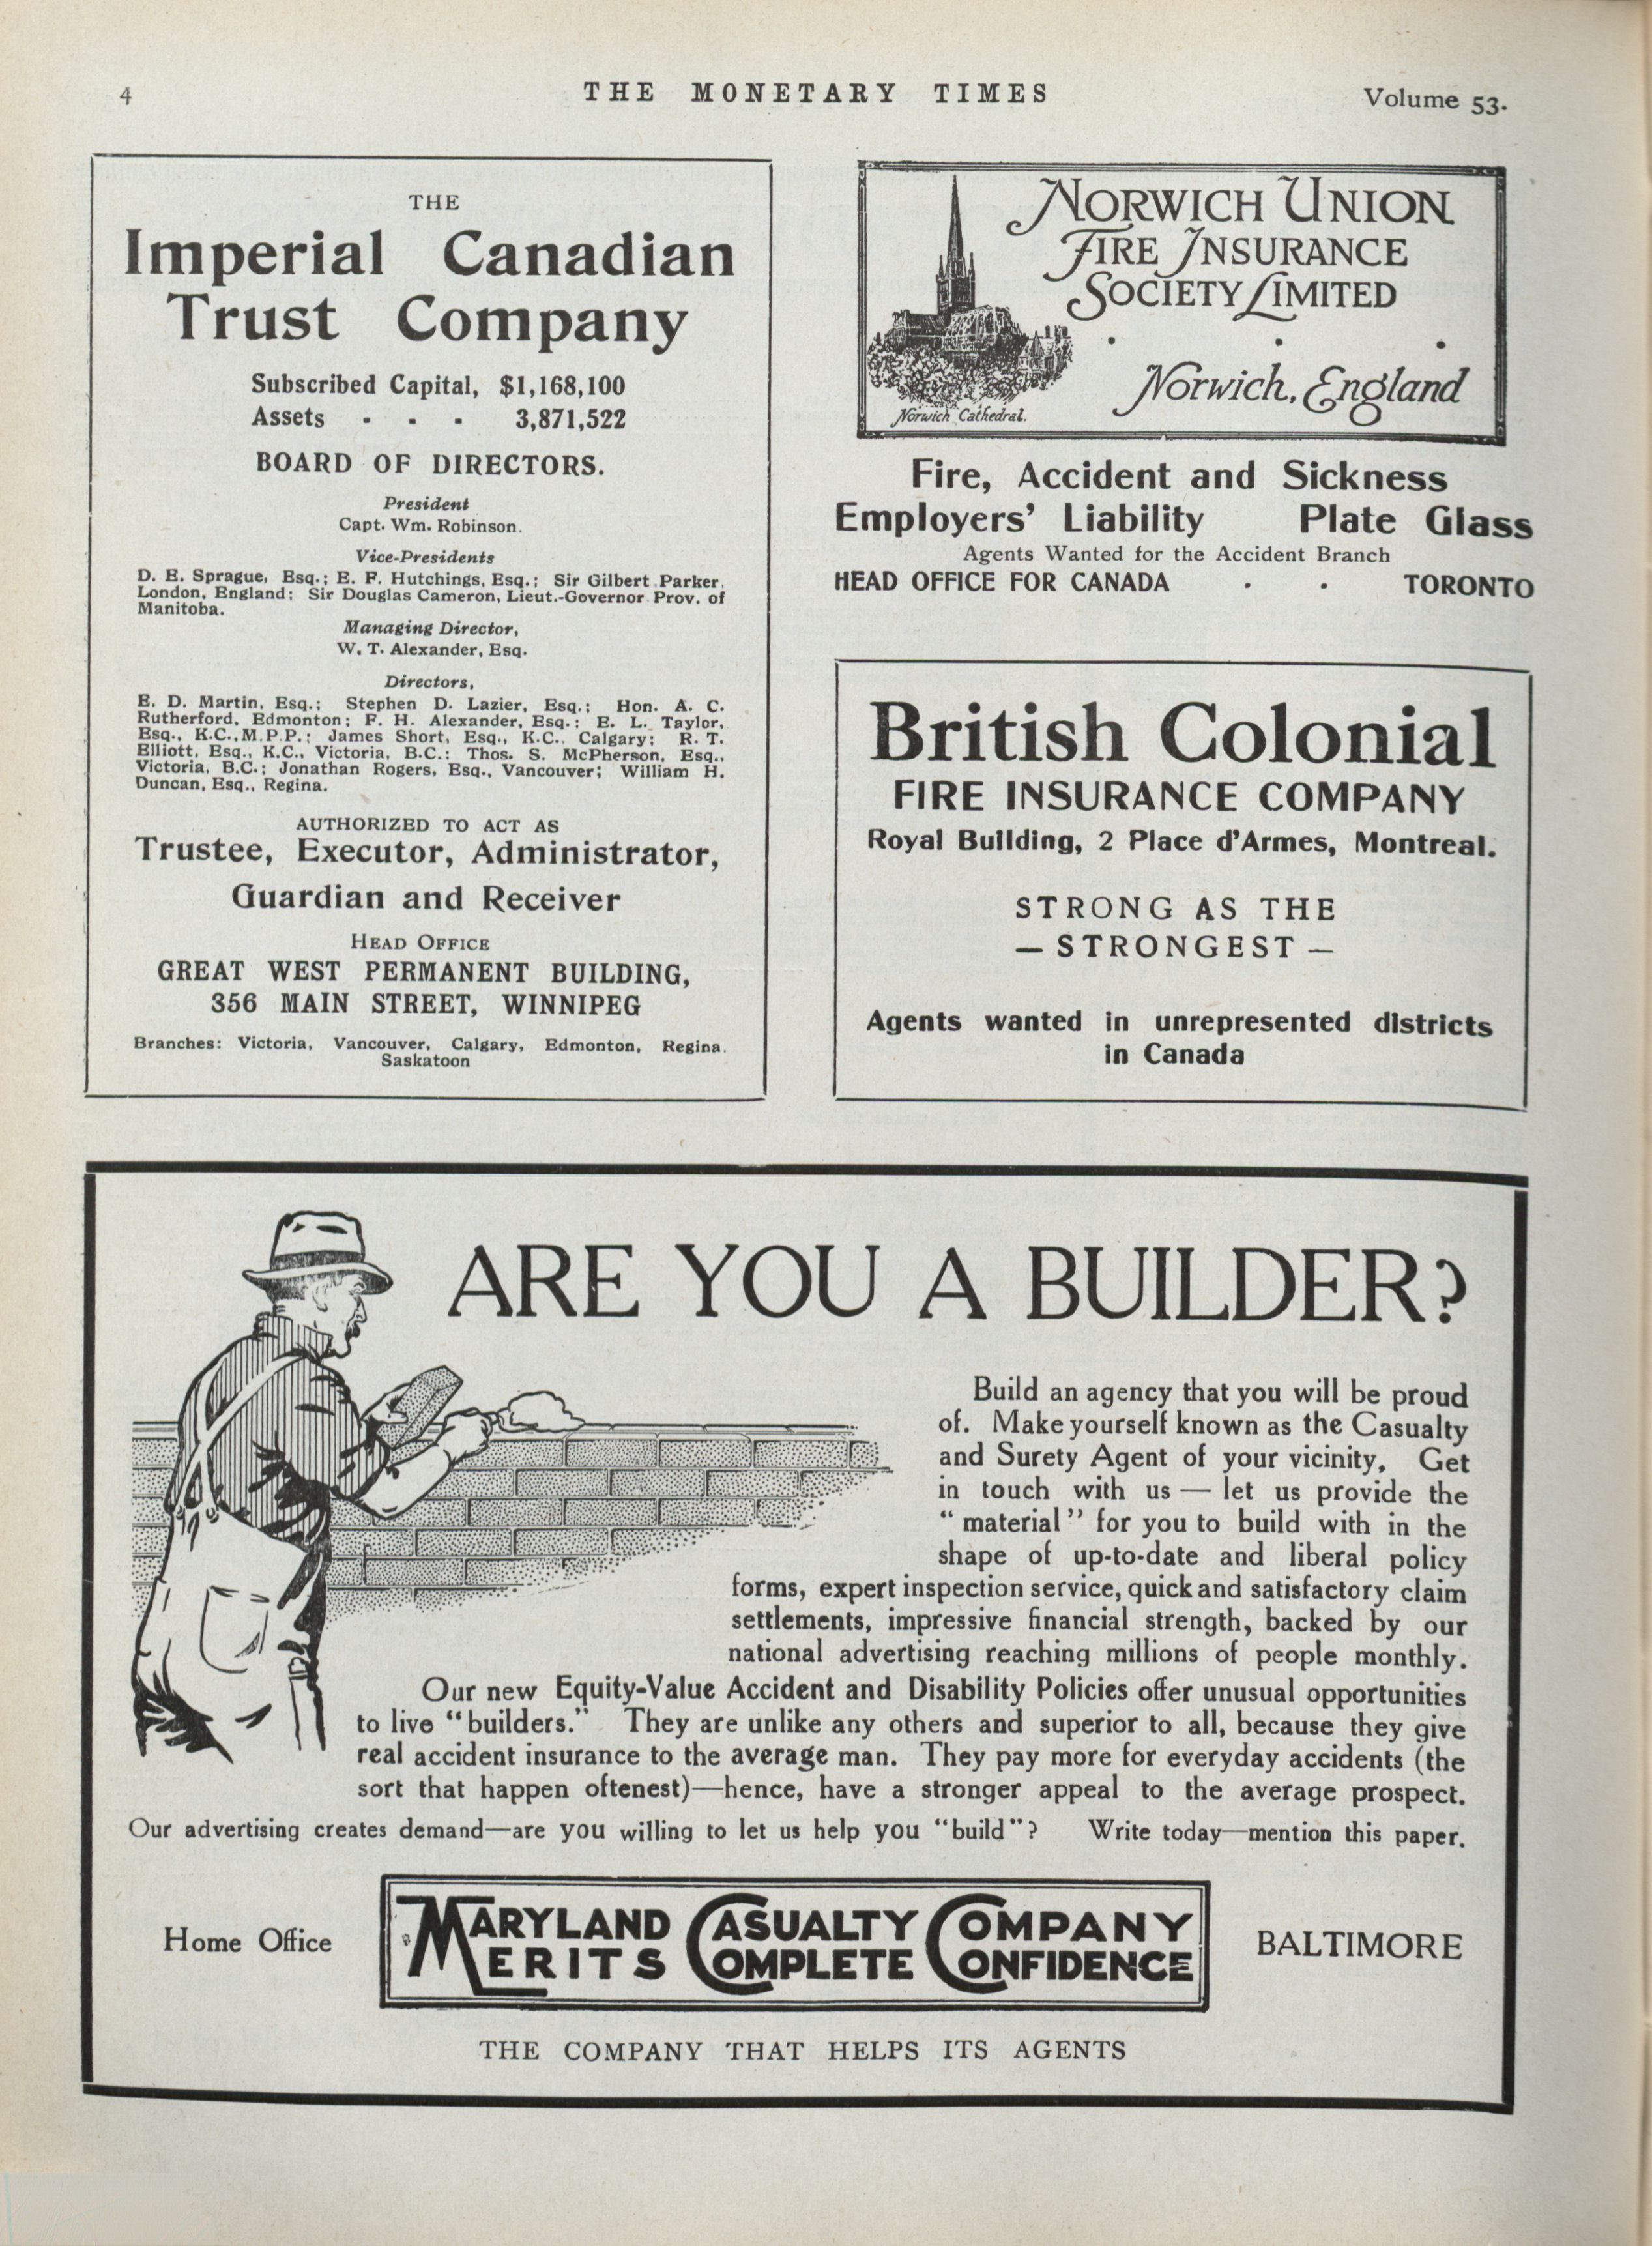 4
THE MONETARY TIMES
Volume 53.
THE
Imperial Canadian
Trust Company
Subscribed Capital, $1,168,100
Assets - - - 3,871,522
BOARD OF DIRECTORS.
President
Capt. Wm. Robinson.
Vice-Presidents
D. E. Sprague, Esq.; E. F. Hutchings, Esq.; Sir Gilbert Parker,
London, England; Sir Douglas Cameron, Lieut.-Governor Prov. of
Manitoba.
Managing Director,
W. T. Alexander, Esq.
Directors,
E. D. Martin, Esq.; Stephen D. Lazier, Esq.; Hon. A. C.
Rutherford, Edmonton; F. H. Alexander, Esq.; E. L. Taylor,
Esq., K.C., M.P.P.; James Short, Esq., K.C., Calgary; R. T.
Elliott, Esq., K.C., Victoria, B.C.; Thos. S. McPherson, Esq.,
Victoria, B.C.; Jonathan Rogers, Esq., Vancouver; William H.
Duncan, Esq., Regina.
AUTHORIZED TO ACT AS
Trustee, Executor, Administrator,
Guardian and Receiver
HEAD OFFICE
GREAT WEST PERMANENT BUILDING,
356 MAIN STREET, WINNIPEG
Branches: Victoria, Vancouver, Calgary, Edmonton, Regina,
Saskatoon
NORWICH UNION
FIRE INSURANCE
SOCIETY LIMITED
Norwich, England
Norwich Cathedral.
Fire, Accident and Sickness
Employers' Liability Plate Glass
Agents Wanted for the Accident Branch
HEAD OFFICE FOR CANADA . . TORONTO
British Colonial
FIRE INSURANCE COMPANY
Royal Building, 2 Place d'Armes, Montreal.
STRONG AS THE
— STRONGEST —
Agents wanted in unrepresented districts
in Canada
ARE YOU A BUILDER?
Build an agency that you will be proud
of. Make yourself known as the Casualty
and Surety Agent of your vicinity, Get
in touch with us — let us provide the
“material” for you to build with in the
shape of up-to-date and liberal policy
forms, expert inspection service, quick and satisfactory claim
settlements, impressive financial strength, backed by our
national advertising reaching millions of people monthly.
Our new Equity-Value Accident and Disability Policies offer unusual opportunities
to live “builders.” They are unlike any others and superior to all, because they give
real accident insurance to the average man. They pay more for everyday accidents (the
sort that happen oftenest)—hence, have a stronger appeal to the average prospect.
Our advertising creates demand—are you willing to let us help you “build”? Write today—mention this paper.
Home Office
MARYLAND CASUALTY COMPANY
MERITS COMPLETE CONFIDENCE
BALTIMORE
THE COMPANY THAT HELPS ITS AGENTS